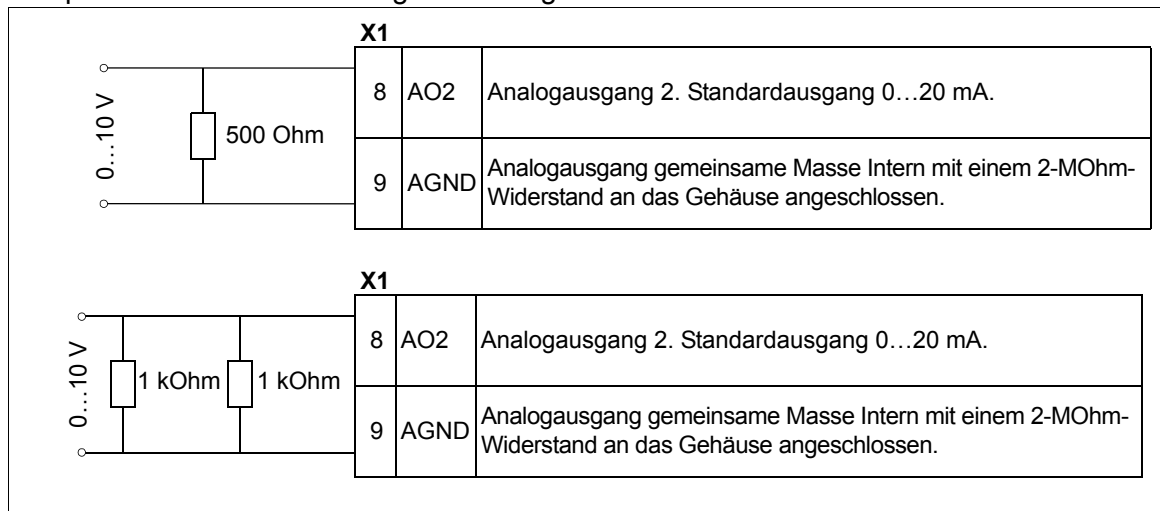 X1
0…10 V
500 Ohm
8 AO2 Analogausgang 2. Standardausgang 0…20 mA.
9 AGND Analogausgang gemeinsame Masse Intern mit einem 2-MOhm-
Widerstand an das Gehäuse angeschlossen.
X1
0…10 V
1 kOhm 1 kOhm
8 AO2 Analogausgang 2. Standardausgang 0…20 mA.
9 AGND Analogausgang gemeinsame Masse Intern mit einem 2-MOhm-
Widerstand an das Gehäuse angeschlossen.